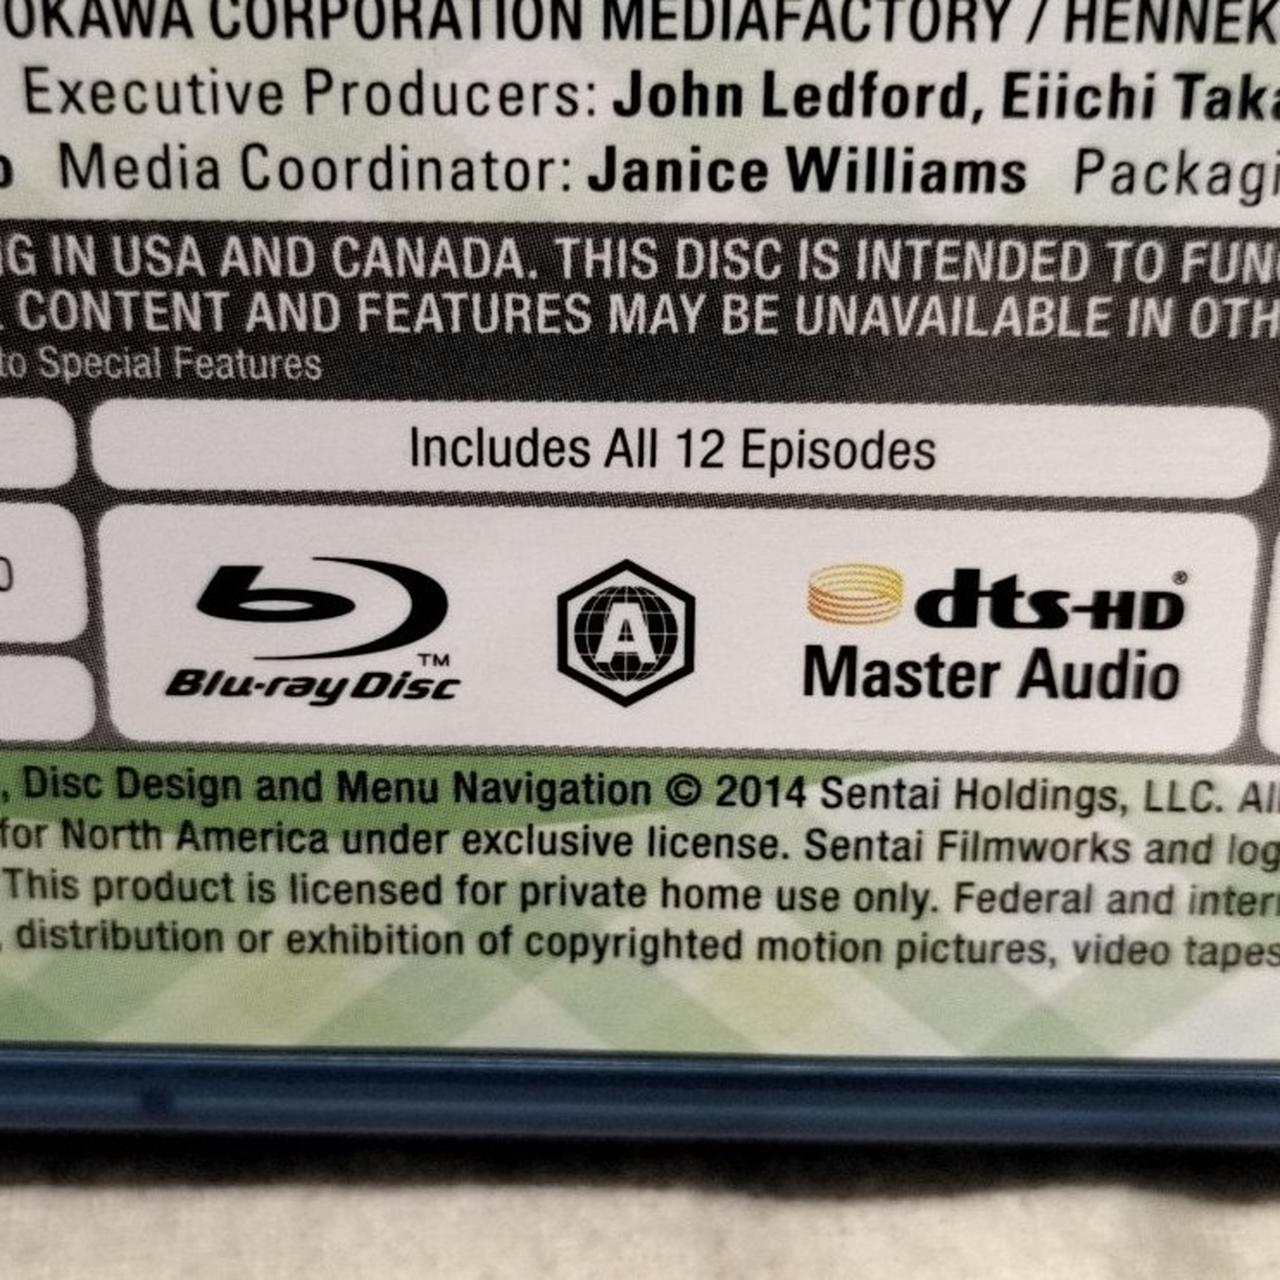 OKAWA CORPORATION MEDIAFACTORY / HENNEK
Executive Producers: John Ledford, Eiichi Taka
o Media Coordinator: Janice Williams Packagi
G IN USA AND CANADA. THIS DISC IS INTENDED TO FUN
CONTENT AND FEATURES MAY BE UNAVAILABLE IN OTH
to Special Features
Includes All 12 Episodes
0
b
TM
Blu-ray Disc
A
dts-HD®
Master Audio
, Disc Design and Menu Navigation © 2014 Sentai Holdings, LLC. All
for North America under exclusive license. Sentai Filmworks and log
This product is licensed for private home use only. Federal and intern
, distribution or exhibition of copyrighted motion pictures, video tapes